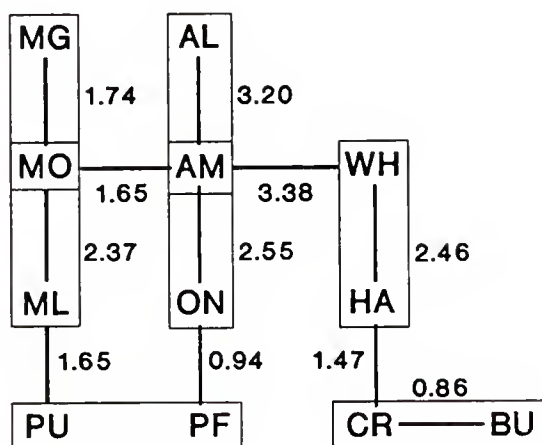 MG AL
1.74 3.20
MO AM WH
1.65 3.38
2.37 2.55 2.46
ML ON HA
1.65 0.94 1.47 0.86
PU PF CR BU